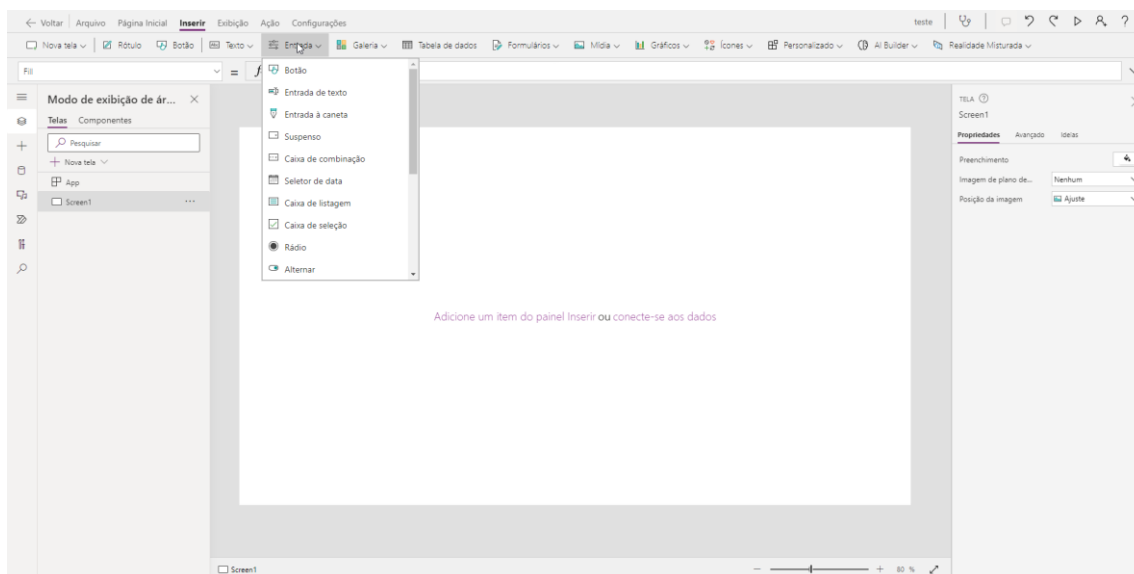 Voltar Arquivo Página Inicial Inserir Exibição Ação Configurações teste
Nova tela Rótulo Botão Texto Entrada Galeria Tabela de dados Formulários Mídia Gráficos Ícones Personalizado AI Builder Realidade Misturada
Fill =
Modo de exibição de ár...
Telas Componentes
Pesquisar
Nova tela
App
Screen1
Botão
Entrada de texto
Entrada à caneta
Suspenso
Caixa de combinação
Seletor de data
Caixa de listagem
Caixa de seleção
Rádio
Alternar
Adicione um item do painel Inserir ou conecte-se aos dados
TELA
Screen1
Propriedades Avançado Ideias
Preenchimento
Imagem de plano de... Nenhum
Posição da imagem Ajuste
Screen1 80 %